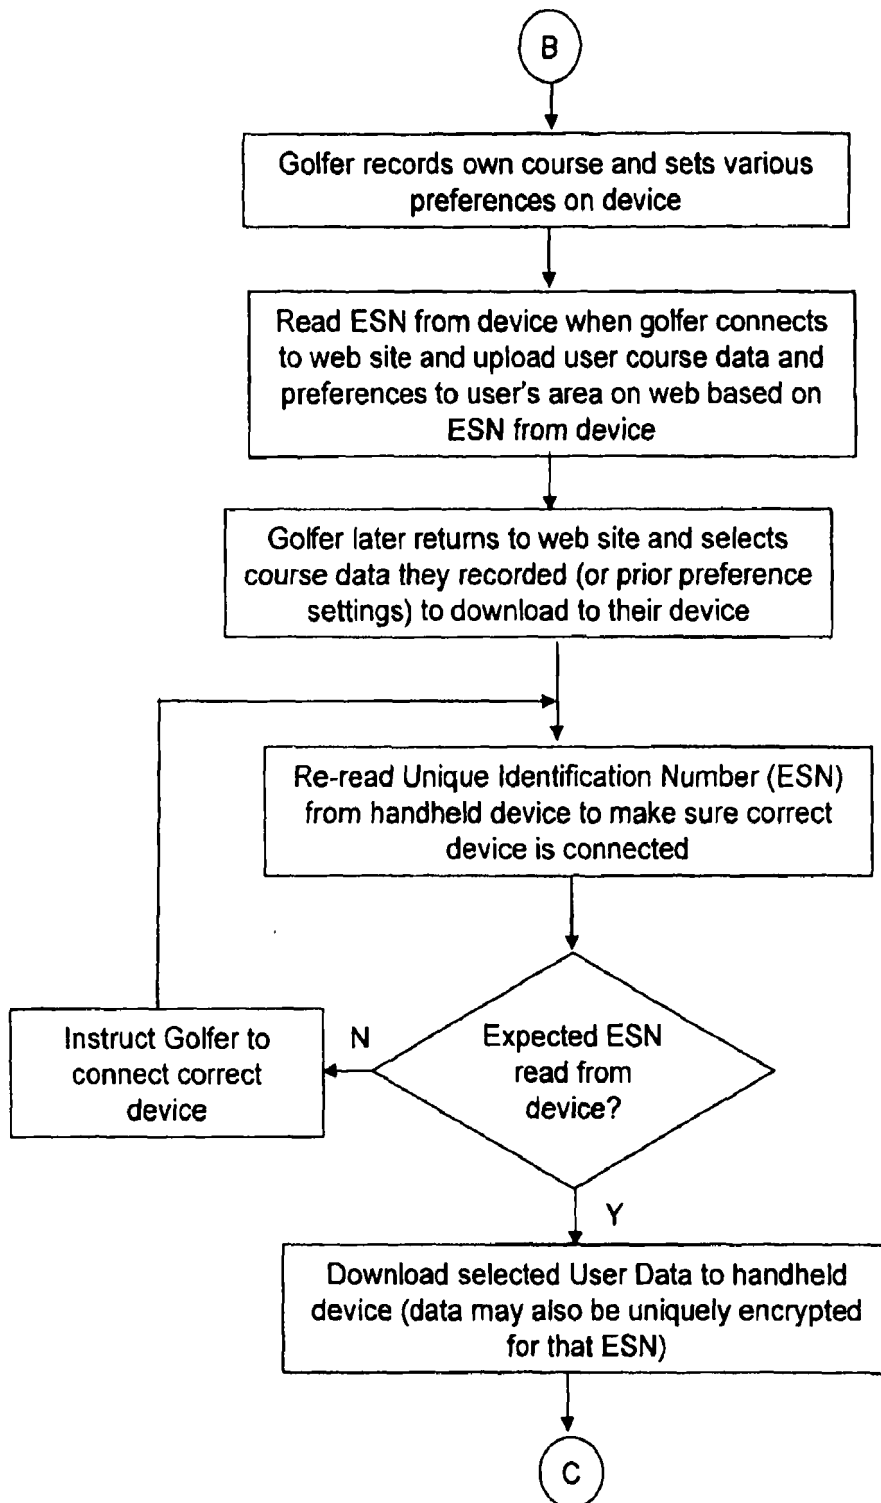 B
Golfer records own course and sets various
preferences on device
Read ESN from device when golfer connects
to web site and upload user course data and
preferences to user's area on web based on
ESN from device
Golfer later returns to web site and selects
course data they recorded (or prior preference
settings) to download to their device
Re-read Unique Identification Number (ESN)
from handheld device to make sure correct
device is connected
Expected ESN
read from
device?
N
Instruct Golfer to
connect correct
device
Y
Download selected User Data to handheld
device (data may also be uniquely encrypted
for that ESN)
C